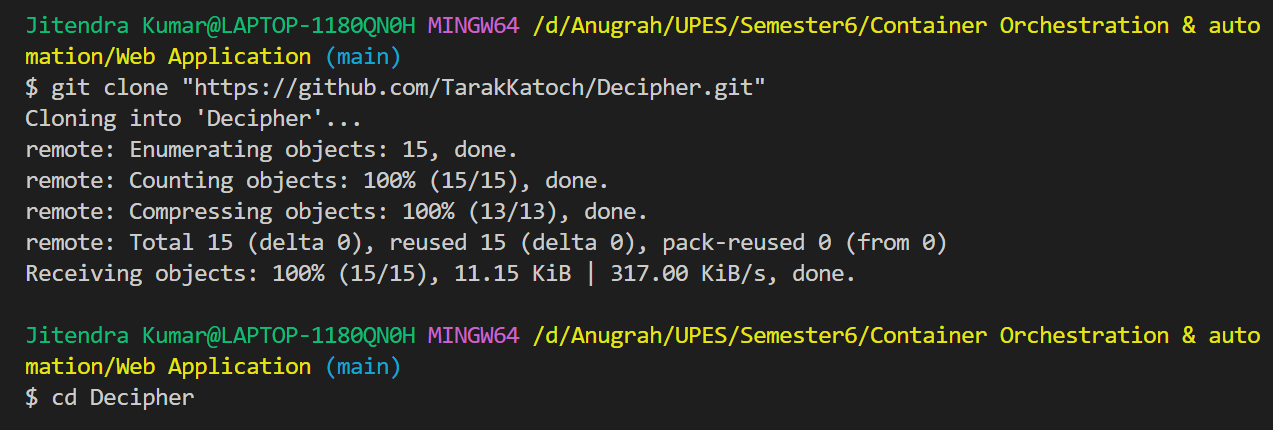 Jitendra Kumar@LAPTOP-1180QN0H MINGW64 /d/Anugrah/UPES/Semester6/Container Orchestration & auto
mation/Web Application (main)
$ git clone "https://github.com/TarakKatoch/Decipher.git"
Cloning into 'Decipher'...
remote: Enumerating objects: 15, done.
remote: Counting objects: 100% (15/15), done.
remote: Compressing objects: 100% (13/13), done.
remote: Total 15 (delta 0), reused 15 (delta 0), pack-reused 0 (from 0)
Receiving objects: 100% (15/15), 11.15 KiB | 317.00 KiB/s, done.
Jitendra Kumar@LAPTOP-1180QN0H MINGW64 /d/Anugrah/UPES/Semester6/Container Orchestration & auto
mation/Web Application (main)
$ cd Decipher